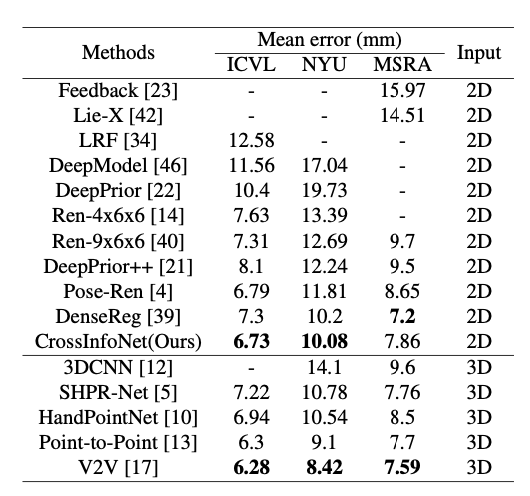 Methods Mean error (mm) Input
ICVL NYU MSRA
Feedback [23] - - 15.97 2D
Lie-X [42] - - 14.51 2D
LRF [34] 12.58 - - 2D
DeepModel [46] 11.56 17.04 - 2D
DeepPrior [22] 10.4 19.73 - 2D
Ren-4x6x6 [14] 7.63 13.39 - 2D
Ren-9x6x6 [40] 7.31 12.69 9.7 2D
DeepPrior++ [21] 8.1 12.24 9.5 2D
Pose-Ren [4] 6.79 11.81 8.65 2D
DenseReg [39] 7.3 10.2 7.2 2D
CrossInfoNet(Ours) 6.73 10.08 7.86 2D
3DCNN [12] - 14.1 9.6 3D
SHPR-Net [5] 7.22 10.78 7.76 3D
HandPointNet [10] 6.94 10.54 8.5 3D
Point-to-Point [13] 6.3 9.1 7.7 3D
V2V [17] 6.28 8.42 7.59 3D